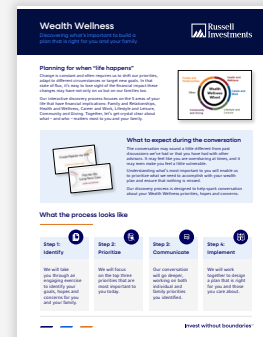 Wealth Wellness
Discovering what's important to build a
plan that is right for you and your family.
Russell
Investments
Planning for when "life happens"
Change is constant and often requires us to shift our priorities,
adapt to different circumstances or target new goals. In that
state of flux, it's easy to lose sight of the financial impact these
changes may have not only on us but on our families too.
Our interactive discovery process focuses on the 5 areas of your
life that have financial implications: Family and Relationships,
Health and Wellness, Career and Work, Lifestyle and Leisure,
Community and Giving. Together, let's get crystal clear about
what – and who – matters most to you and your family.
Wealth
Wellness
Wheel
What to expect during the conversation
The conversation may sound a little different from past
discussions we've had or that you have had with other
advisors. It may feel like you are overhearing at times, and it
may even make you feel a little vulnerable.
Understanding what's most important to you will enable us
to prioritize what we need to accomplish with your wealth
plan and ensure that nothing is missed.
Our discovery process is designed to help spark conversation
about your Wealth Wellness priorities, hopes and concerns.
What the process looks like
Step 1:
Identify
We will take
you through an
engaging exercise
to identify your
goals, hopes and
concerns for you
and your family.
Step 2:
Prioritize
We will focus
on the top three
priorities that are
most important to
you today.
Step 3:
Communicate
Our conversation
will go deeper,
working on both
individual and
family priorities
you identified.
Step 4:
Implement
We will work
together to design
a plan that is right
for you and those
you care about.
Invest without boundaries